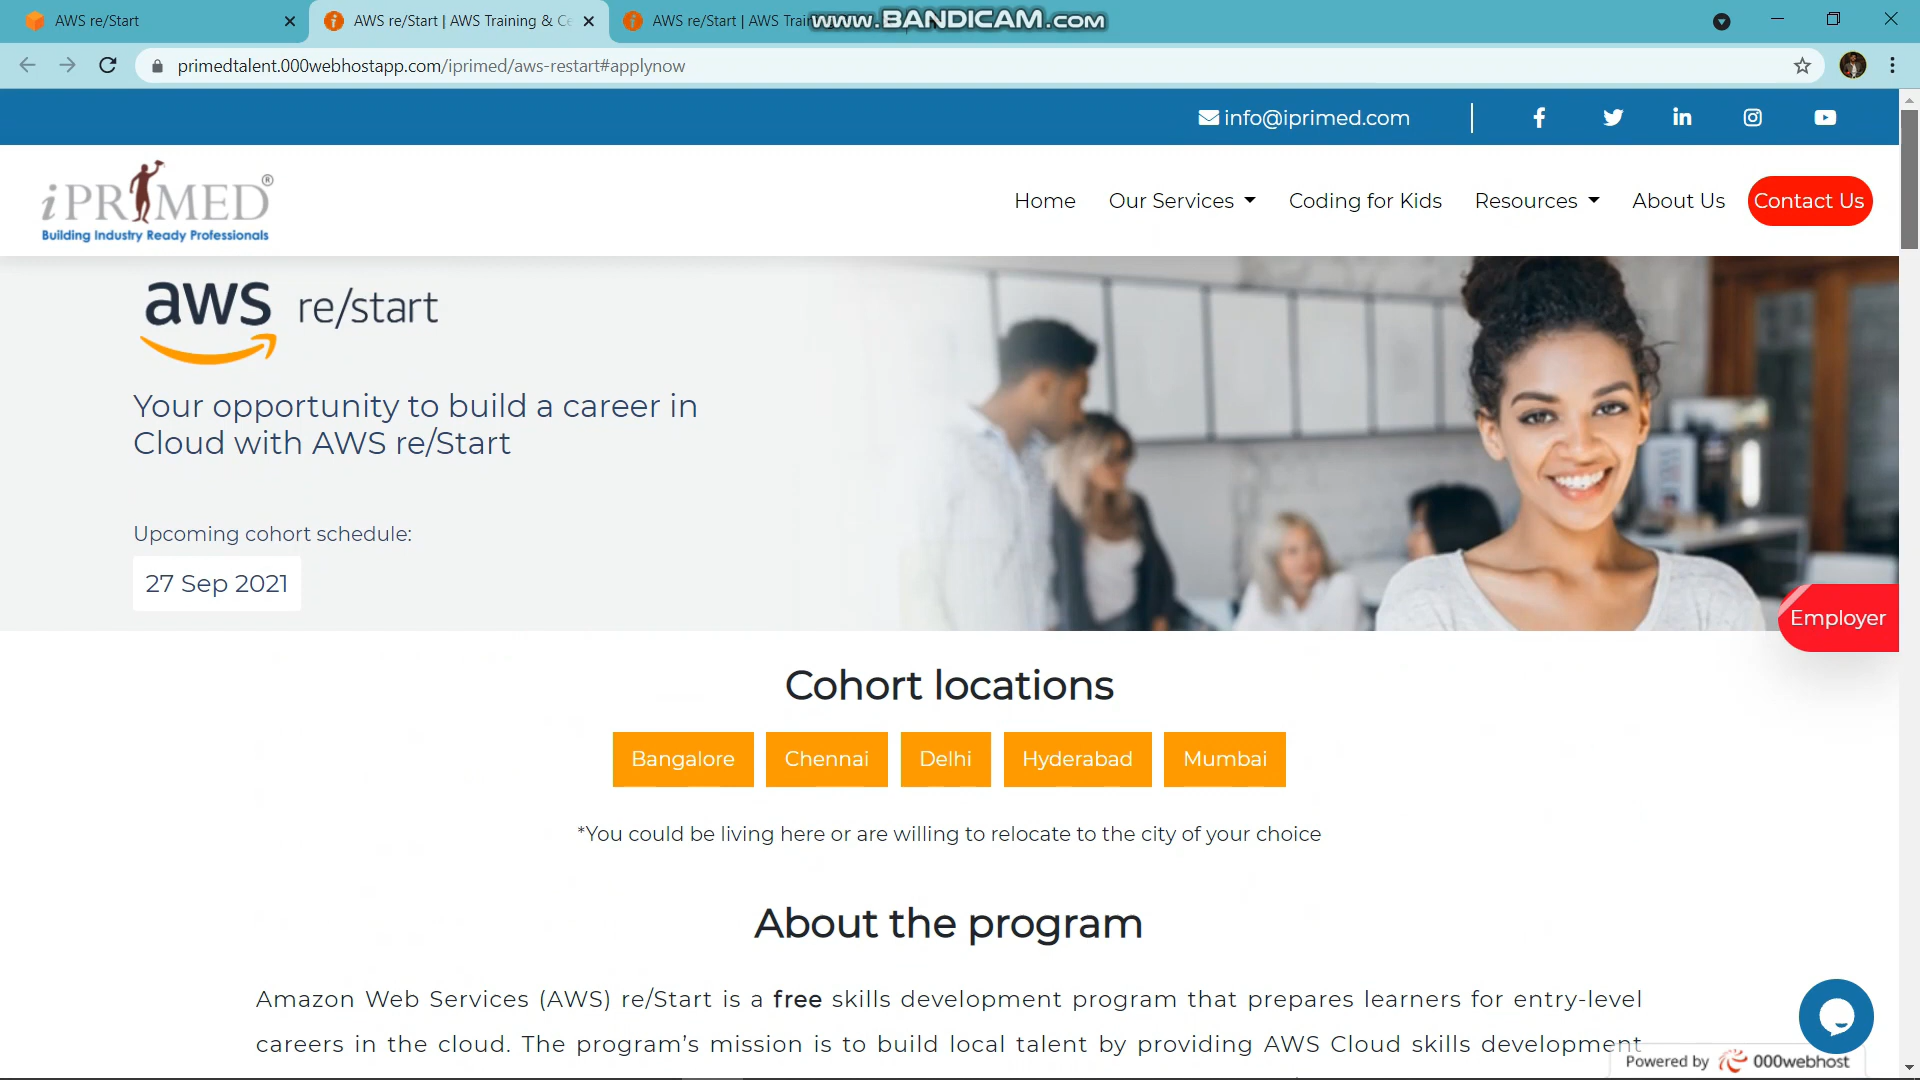 AWS re/Start
AWS re/Start | AWS Training & Ce
AWS re/Start | AWS Train
www.BANDICAM.com
primedtalent.000webhostapp.com/iprimed/aws-restart#applynow
info@iprimed.com
iPRIMED®
Building Industry Ready Professionals
Home
Our Services
Coding for Kids
Resources
About Us
Contact Us
aws re/start
Your opportunity to build a career in
Cloud with AWS re/Start
Upcoming cohort schedule:
27 Sep 2021
Employer
Cohort locations
Bangalore
Chennai
Delhi
Hyderabad
Mumbai
*You could be living here or are willing to relocate to the city of your choice
About the program
Amazon Web Services (AWS) re/Start is a free skills development program that prepares learners for entry-level
careers in the cloud. The program's mission is to build local talent by providing AWS Cloud skills development
Powered by 000webhost